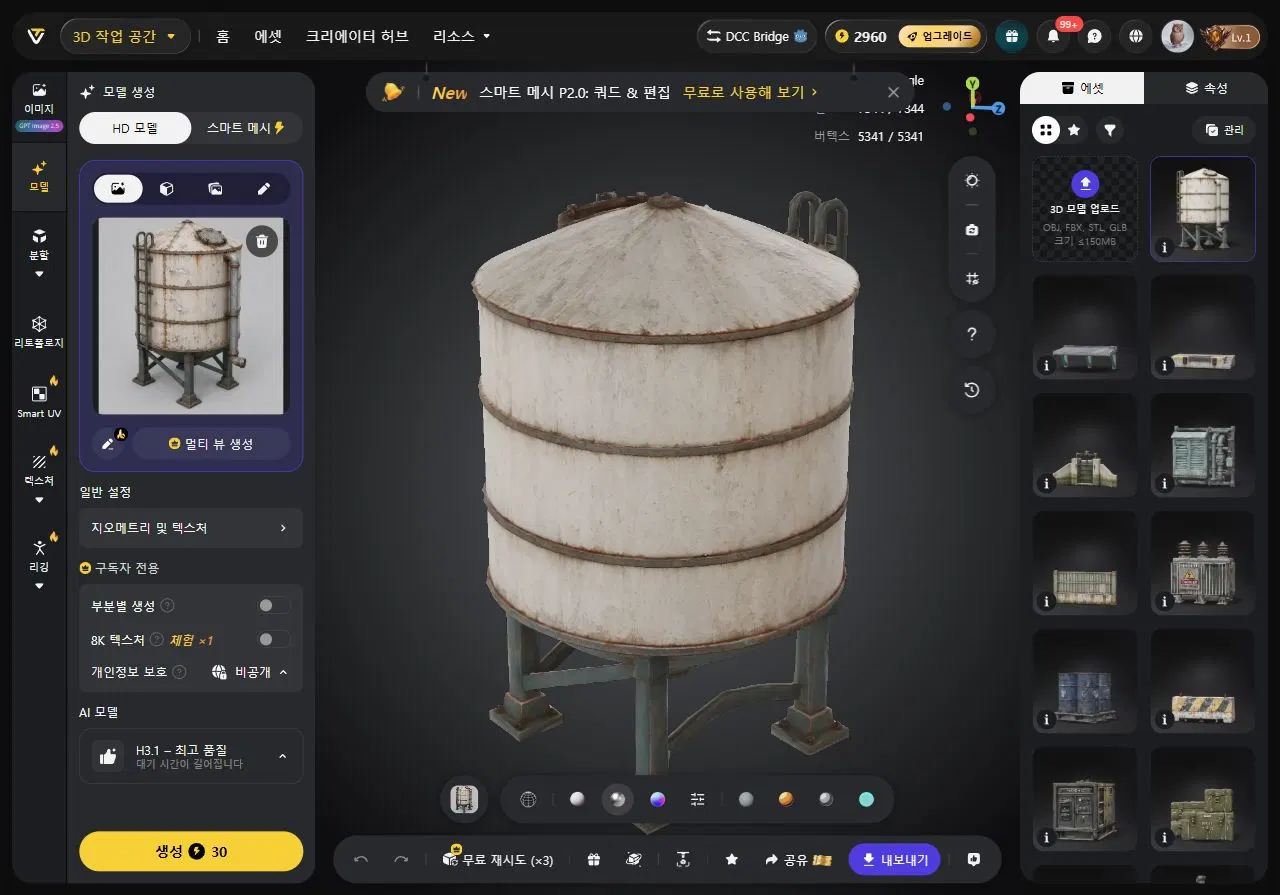 3D 작업 공간
홈
에셋
크리에이터 허브
리소스
DCC Bridge
2960
업그레이드
99+
Lv.1
이미지
GPT Image 2.5
모델
분할
리토폴로지
Smart UV
텍스처
리깅
모델 생성
HD 모델
스마트 메시
멀티 뷰 생성
일반 설정
지오메트리 및 텍스처
구독자 전용
부분별 생성 ?
8K 텍스처 ? 체험 ×1
개인정보 보호 ? 비공개
AI 모델
H3.1 – 최고 품질
대기 시간이 길어집니다
생성 30
New 스마트 메시 P2.0: 쿼드 & 편집 무료로 사용해 보기 ›
버텍스 5341 / 5341
Y
Z
?
무료 재시도 (×3)
공유
내보내기
에셋
속성
관리
3D 모델 업로드
OBJ, FBX, STL, GLB
크기 ≤150MB